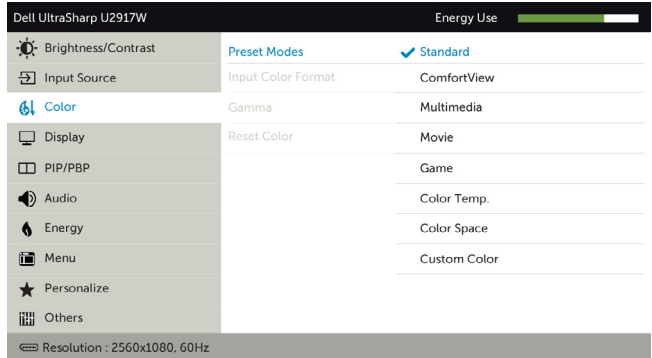 Dell UltraSharp U2917W Energy Use
Brightness/Contrast Preset Modes Standard
Input Source Input Color Format ComfortView
Color Gamma Multimedia
Display Reset Color Movie
PIP/PBP Game
Audio Color Temp.
Energy Color Space
Menu Custom Color
Personalize
Others
Resolution : 2560x1080, 60Hz